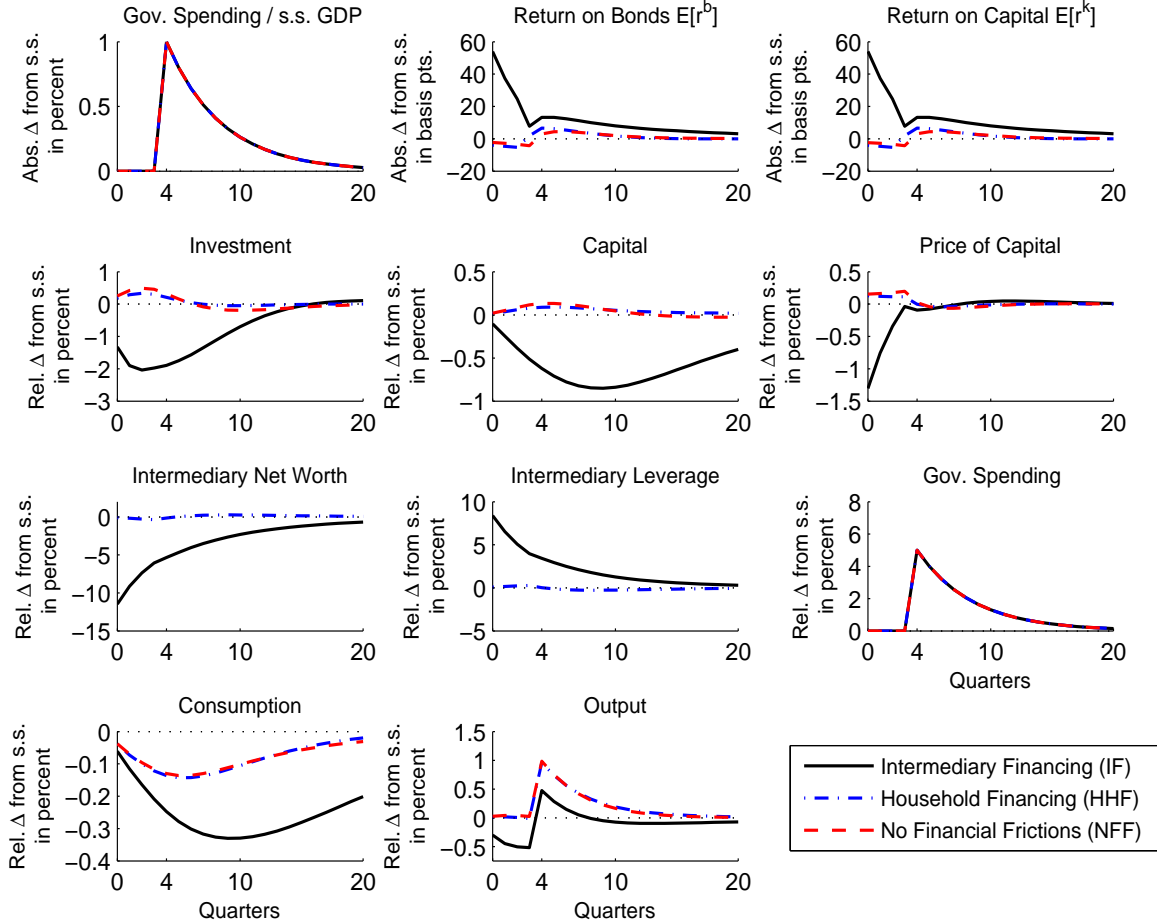 Gov. Spending / s.s. GDP
Abs. Δ from s.s.
in percent
1
0.5
0
0 4 10 20
Return on Bonds E[r^b]
Abs. Δ from s.s.
in basis pts.
60
40
20
0
−20
0 4 10 20
Return on Capital E[r^k]
Abs. Δ from s.s.
in basis pts.
60
40
20
0
−20
0 4 10 20
Investment
Rel. Δ from s.s.
in percent
1
0
−1
−2
−3
0 4 10 20
Capital
Rel. Δ from s.s.
in percent
0.5
0
−0.5
−1
0 4 10 20
Price of Capital
Rel. Δ from s.s.
in percent
0.5
0
−0.5
−1
−1.5
0 4 10 20
Intermediary Net Worth
Rel. Δ from s.s.
in percent
0
−5
−10
−15
0 4 10 20
Intermediary Leverage
Rel. Δ from s.s.
in percent
10
5
0
−5
0 4 10 20
Gov. Spending
Rel. Δ from s.s.
in percent
8
6
4
2
0
0 4 10 20
Quarters
Consumption
Rel. Δ from s.s.
in percent
0
−0.1
−0.2
−0.3
−0.4
0 4 10 20
Quarters
Output
Rel. Δ from s.s.
in percent
1.5
1
0.5
0
−0.5
0 4 10 20
Quarters
Intermediary Financing (IF)
Household Financing (HHF)
No Financial Frictions (NFF)